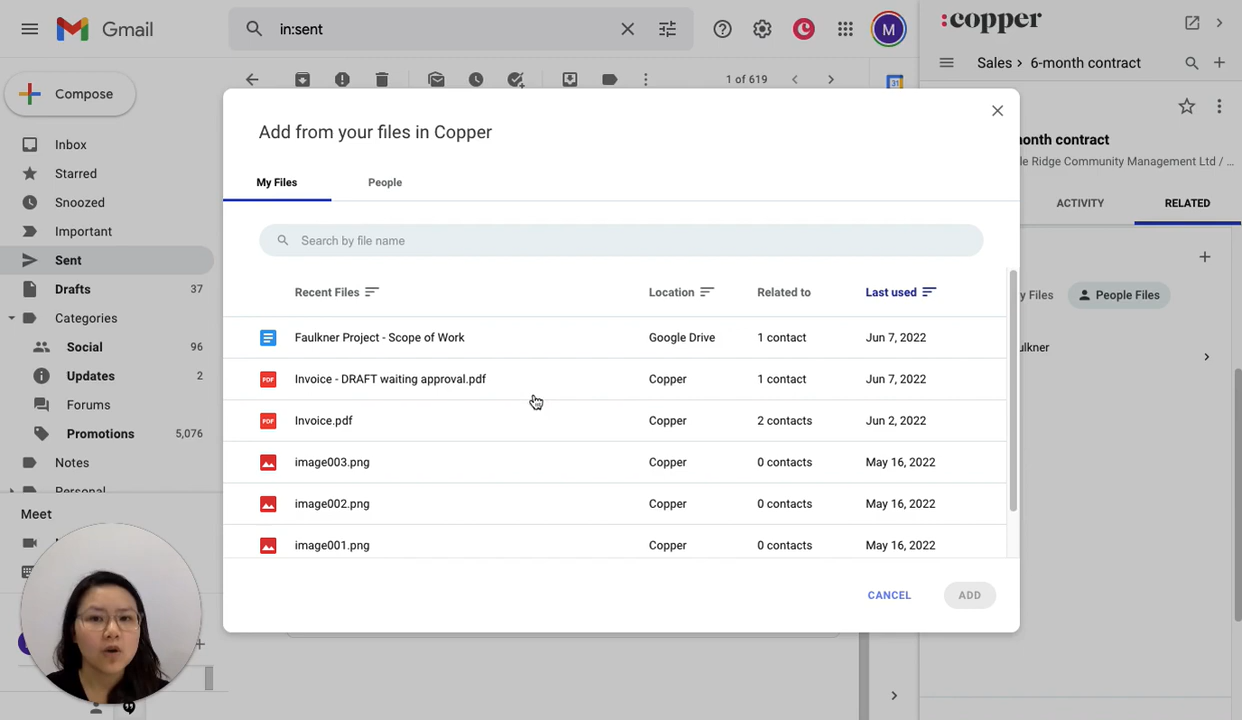 Gmail
in:sent
M
:copper
Compose
1 of 619
31
Sales > 6-month contract
Inbox
Starred
Snoozed
Important
Sent
Drafts 37
Categories
Social 96
Updates 2
Forums
Promotions 5,076
Notes
Personal
Meet
Add from your files in Copper
My Files
People
Search by file name
Recent Files Location Related to Last used
Faulkner Project - Scope of Work Google Drive 1 contact Jun 7, 2022
PDF Invoice - DRAFT waiting approval.pdf Copper 1 contact Jun 7, 2022
PDF Invoice.pdf Copper 2 contacts Jun 2, 2022
image003.png Copper 0 contacts May 16, 2022
image002.png Copper 0 contacts May 16, 2022
image001.png Copper 0 contacts May 16, 2022
CANCEL
ADD
onth contract
le Ridge Community Management Ltd / ...
ACTIVITY
RELATED
y Files
People Files
ulkner